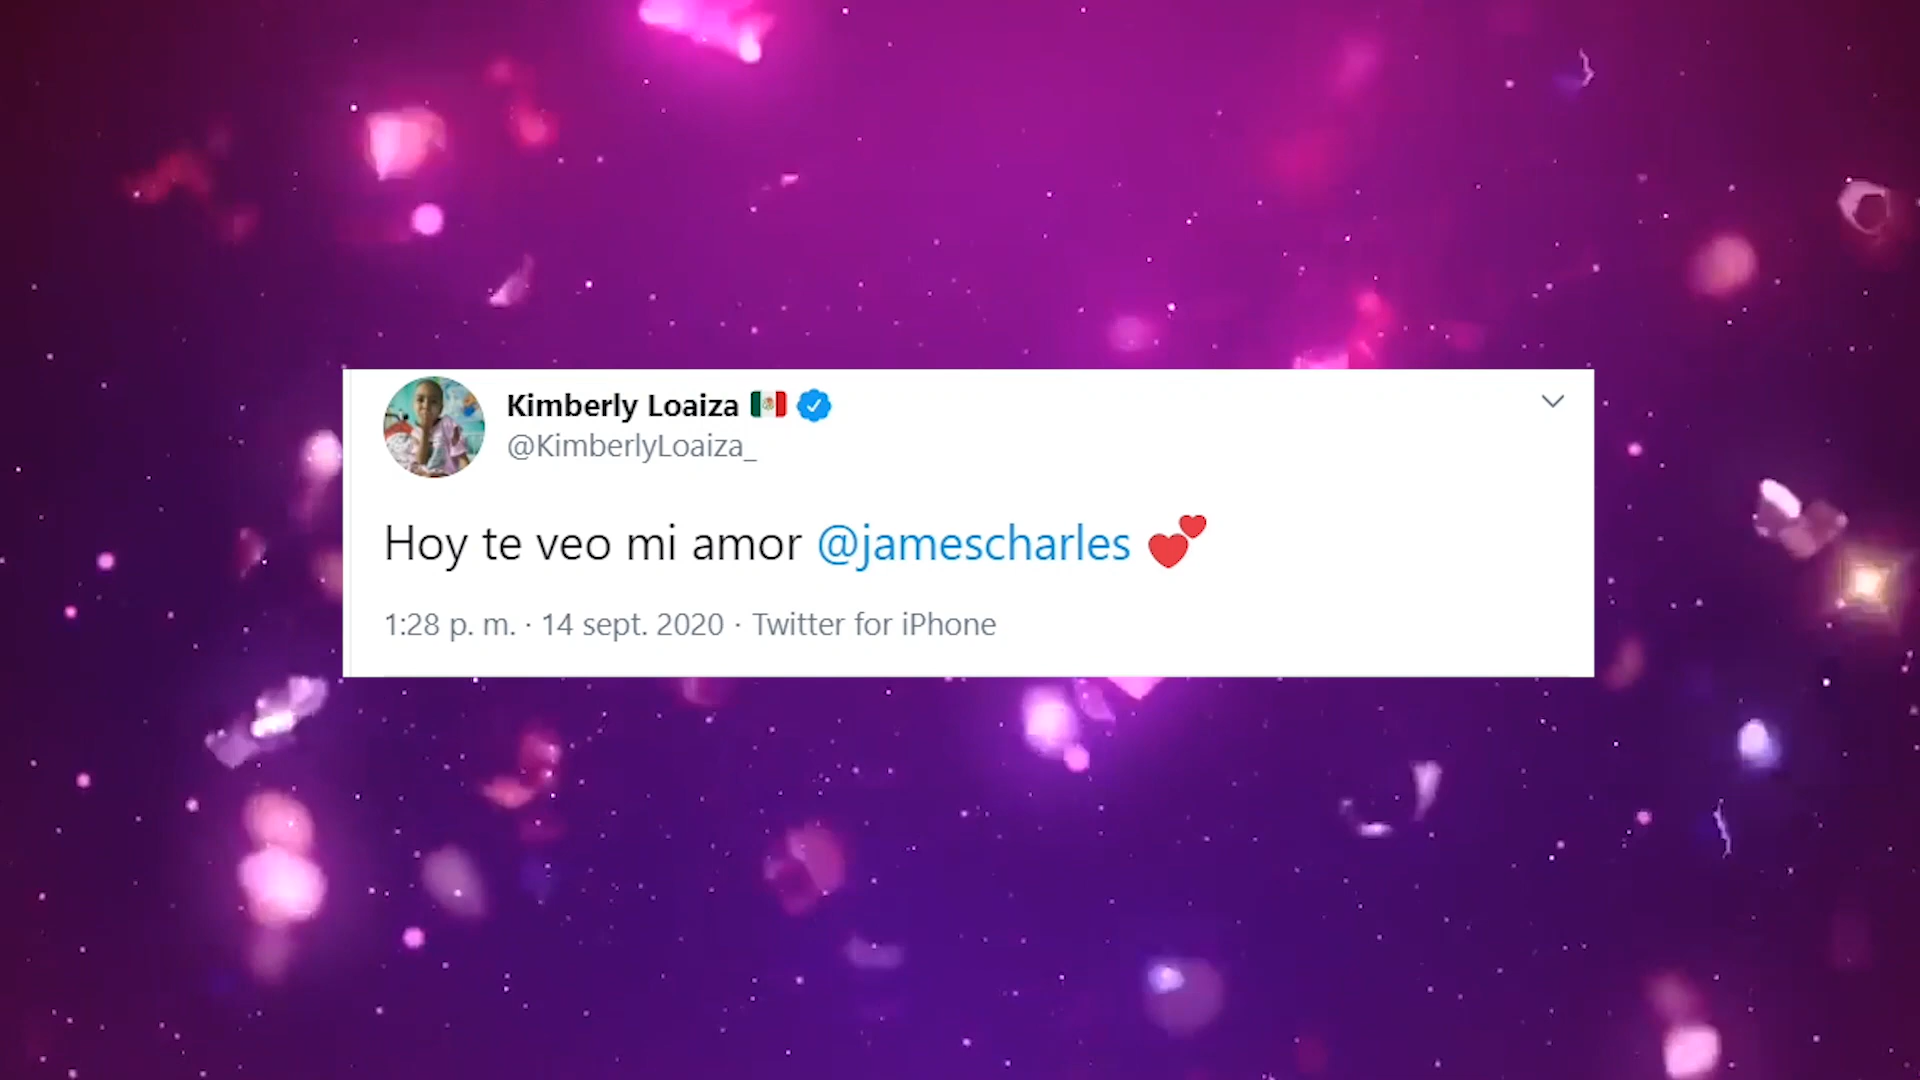 Kimberly Loaiza 🇲🇽
@KimberlyLoaiza_
Hoy te veo mi amor @jamescharles 💕
1:28 p. m. · 14 sept. 2020 · Twitter for iPhone